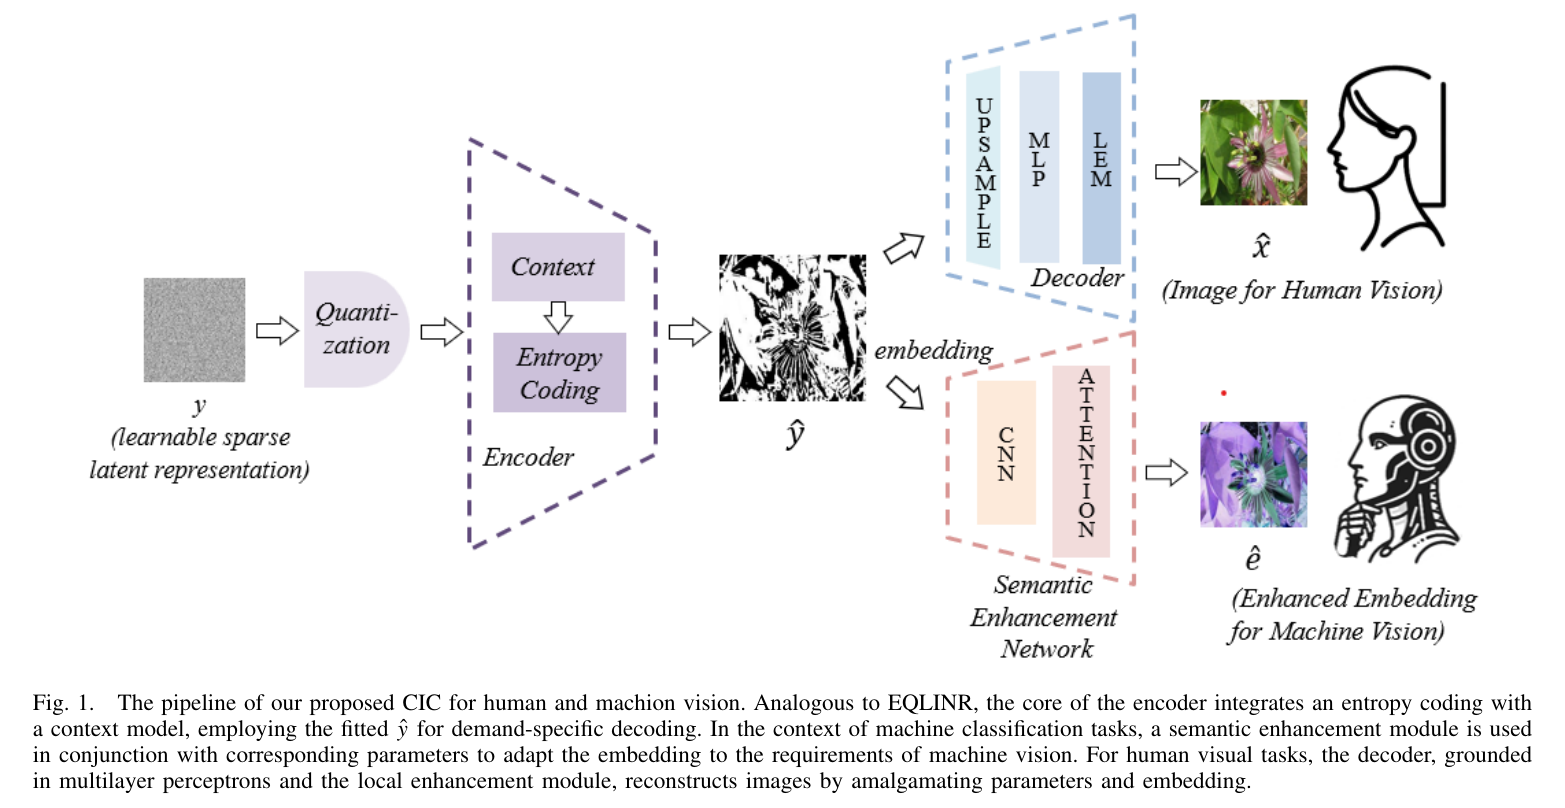 y
(learnable sparse
latent representation)
Quanti-
zation
Context
Entropy
Coding
Encoder
ŷ
embedding
UPSAMPLE
MLP
LEM
Decoder
x̂
(Image for Human Vision)
CNN
ATTENTION
Semantic
Enhancement
Network
ê
(Enhanced Embedding
for Machine Vision)
Fig. 1. The pipeline of our proposed CIC for human and machion vision. Analogous to EQLINR, the core of the encoder integrates an entropy coding with
a context model, employing the fitted ŷ for demand-specific decoding. In the context of machine classification tasks, a semantic enhancement module is used
in conjunction with corresponding parameters to adapt the embedding to the requirements of machine vision. For human visual tasks, the decoder, grounded
in multilayer perceptrons and the local enhancement module, reconstructs images by amalgamating parameters and embedding.